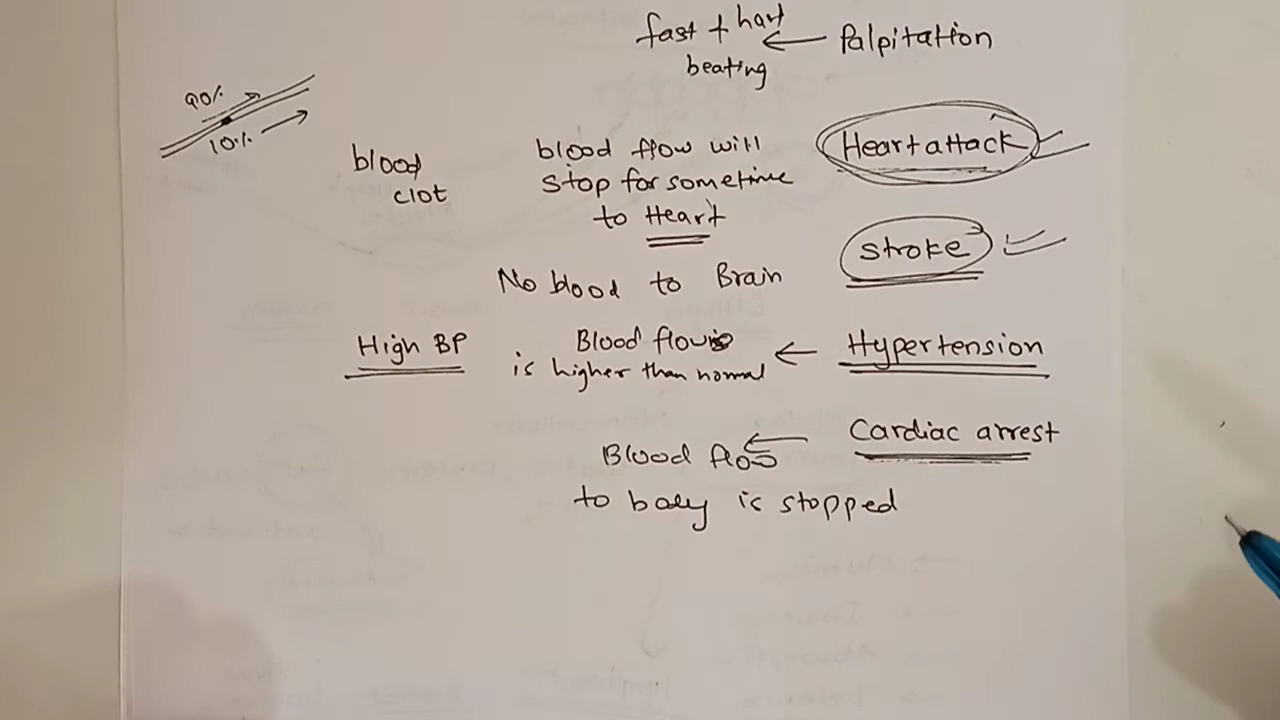 fast + hart ← Palpitation
beating
90%
10%
blood
clot
blood flow will
stop for sometime
to Heart
Heart attack
No blood to Brain
stroke
High BP
Blood flow is
is higher than normal
← Hypertension
Cardiac arrest
Blood flow ←
to body is stopped